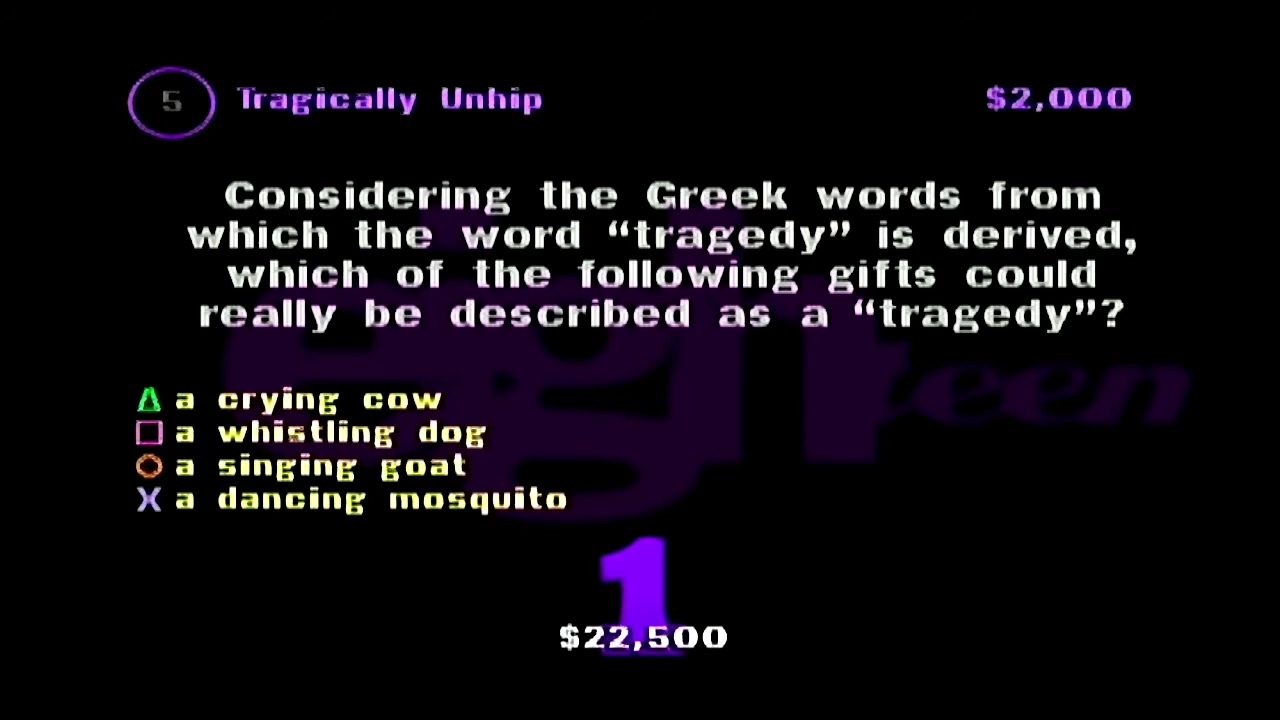 5 Tragically Unhip $2,000
Considering the Greek words from
which the word “tragedy” is derived,
which of the following gifts could
really be described as a “tragedy”?
eighteen
△ a crying cow
□ a whistling dog
○ a singing goat
X a dancing mosquito
1
$22,500